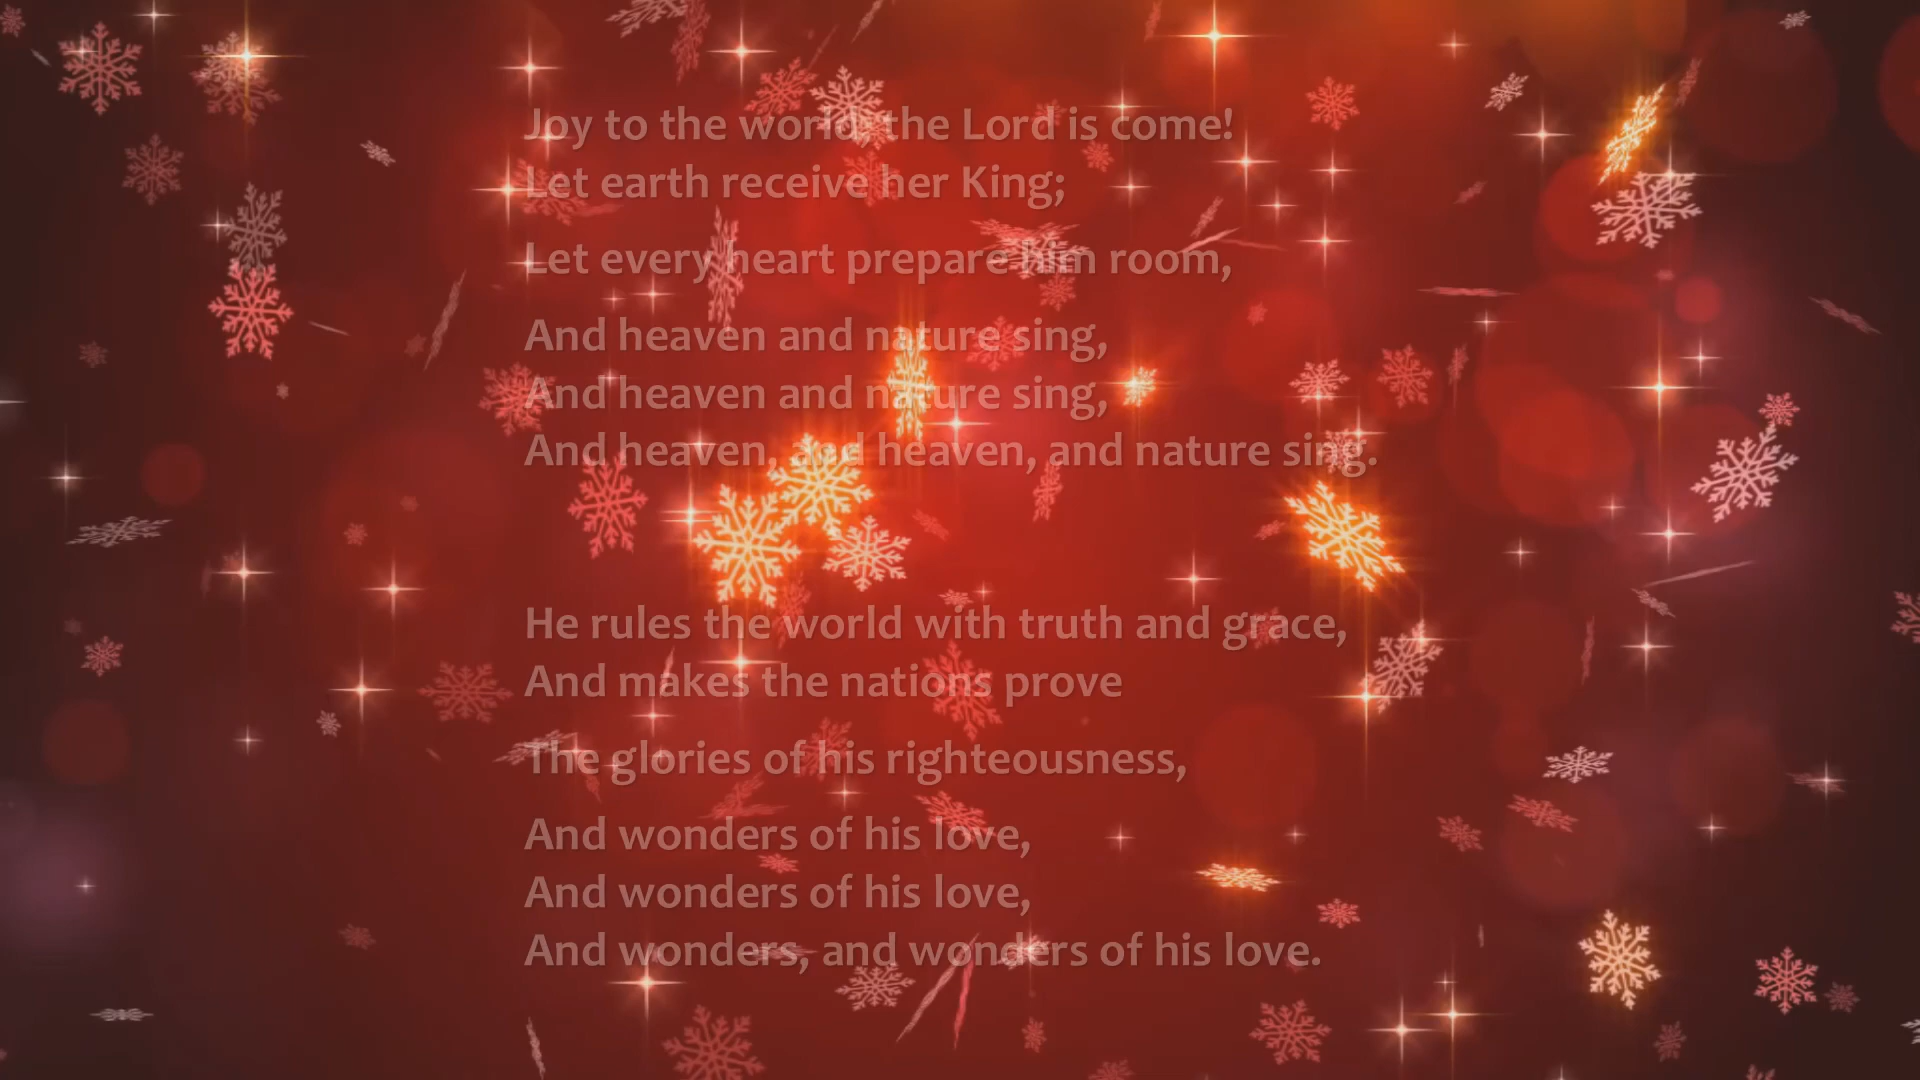 Joy to the world, the Lord is come!
Let earth receive her King;
Let every heart prepare him room,
And heaven and nature sing,
And heaven and nature sing,
And heaven, and heaven, and nature sing.
He rules the world with truth and grace,
And makes the nations prove
The glories of his righteousness,
And wonders of his love,
And wonders of his love,
And wonders, and wonders of his love.